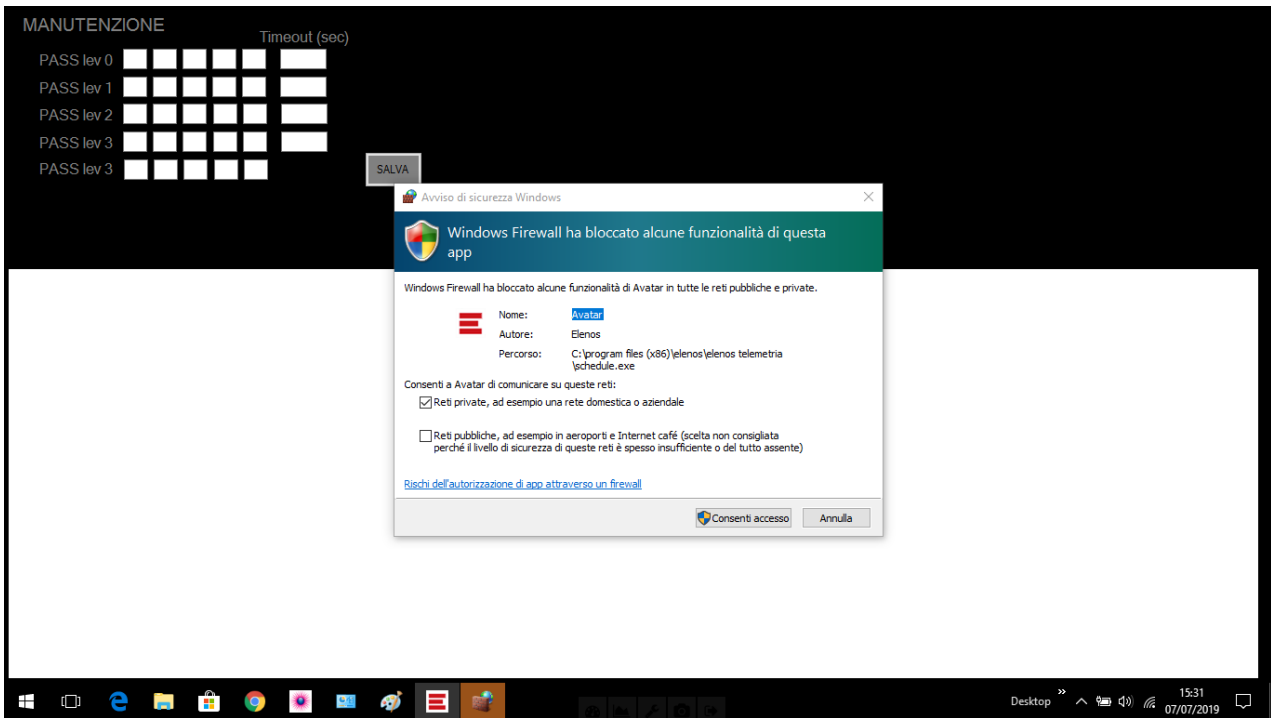 MANUTENZIONE
Timeout (sec)
PASS lev 0
PASS lev 1
PASS lev 2
PASS lev 3
PASS lev 3
SALVA
Avviso di sicurezza Windows
Windows Firewall ha bloccato alcune funzionalità di questa
app
Windows Firewall ha bloccato alcune funzionalità di Avatar in tutte le reti pubbliche e private.
Nome: Avatar
Autore: Elenos
Percorso: C:\program files (x86)\elenos\elenos telemetria
\schedule.exe
Consenti a Avatar di comunicare su queste reti:
Reti private, ad esempio una rete domestica o aziendale
Reti pubbliche, ad esempio in aeroporti e Internet café (scelta non consigliata
perché il livello di sicurezza di queste reti è spesso insufficiente o del tutto assente)
Rischi dell'autorizzazione di app attraverso un firewall
Consenti accesso Annulla
Desktop
15:31
07/07/2019